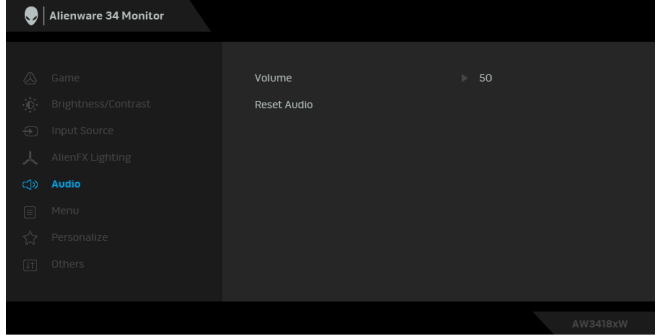 Alienware 34 Monitor
Game
Volume 50
Brightness/Contrast
Reset Audio
Input Source
AlienFX Lighting
Audio
Menu
Personalize
Others
AW3418xW